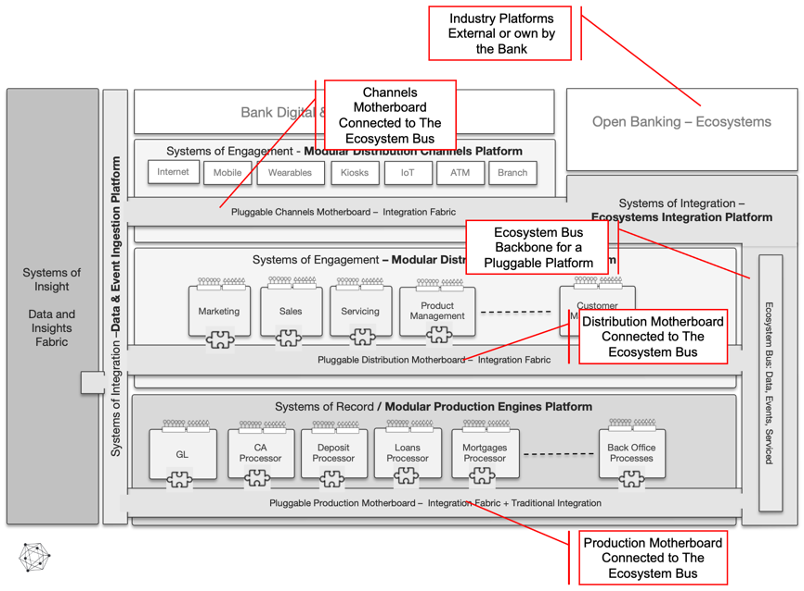 Industry Platforms
External or own by
the Bank
Channels
Motherboard
Connected to The
Ecosystem Bus
Bank Digital &
Open Banking – Ecosystems
Systems of Engagement - Modular Distribution Channels Platform
Internet
Mobile
Wearables
Kiosks
IoT
ATM
Branch
Pluggable Channels Motherboard – Integration Fabric
Systems of Integration –
Ecosystems Integration Platform
Ecosystem Bus
Backbone for a
Pluggable Platform
Systems of Insight
Data and
Insights
Fabric
Systems of Integration –Data & Event Ingestion Platform
Systems of Engagement – Modular
Marketing
Sales
Servicing
Product
Management
Customer
Distribution Motherboard
Connected to The
Ecosystem Bus
Pluggable Distribution Motherboard – Integration Fabric
Ecosystem Bus: Data, Events, Serviced
Systems of Record / Modular Production Engines Platform
GL
CA
Processor
Deposit
Processor
Loans
Processor
Mortgages
Processor
Back Office
Processes
Pluggable Production Motherboard – Integration Fabric + Traditional Integration
Production Motherboard
Connected to The
Ecosystem Bus